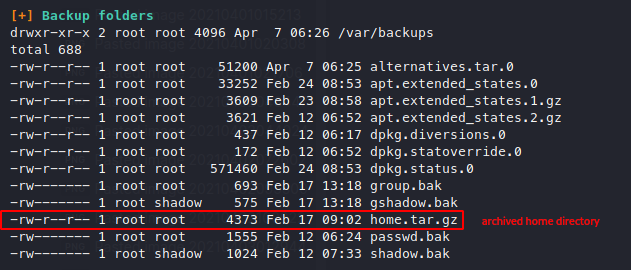 [+] Backup folders
drwxr-xr-x 2 root root 4096 Apr  7 06:26 /var/backups
total 688
-rw-r--r-- 1 root root    51200 Apr  7 06:25 alternatives.tar.0
-rw-r--r-- 1 root root    33252 Feb 24 08:53 apt.extended_states.0
-rw-r--r-- 1 root root     3609 Feb 23 08:58 apt.extended_states.1.gz
-rw-r--r-- 1 root root     3621 Feb 12 06:52 apt.extended_states.2.gz
-rw-r--r-- 1 root root      437 Feb 12 06:17 dpkg.diversions.0
-rw-r--r-- 1 root root      172 Feb 12 06:52 dpkg.statoverride.0
-rw-r--r-- 1 root root   571460 Feb 24 08:53 dpkg.status.0
-rw------- 1 root root      693 Feb 17 13:18 group.bak
-rw------- 1 root shadow    575 Feb 17 13:18 gshadow.bak
-rw-r--r-- 1 root root     4373 Feb 17 09:02 home.tar.gz archived home directory
-rw------- 1 root root     1555 Feb 12 06:24 passwd.bak
-rw------- 1 root shadow   1024 Feb 12 07:33 shadow.bak